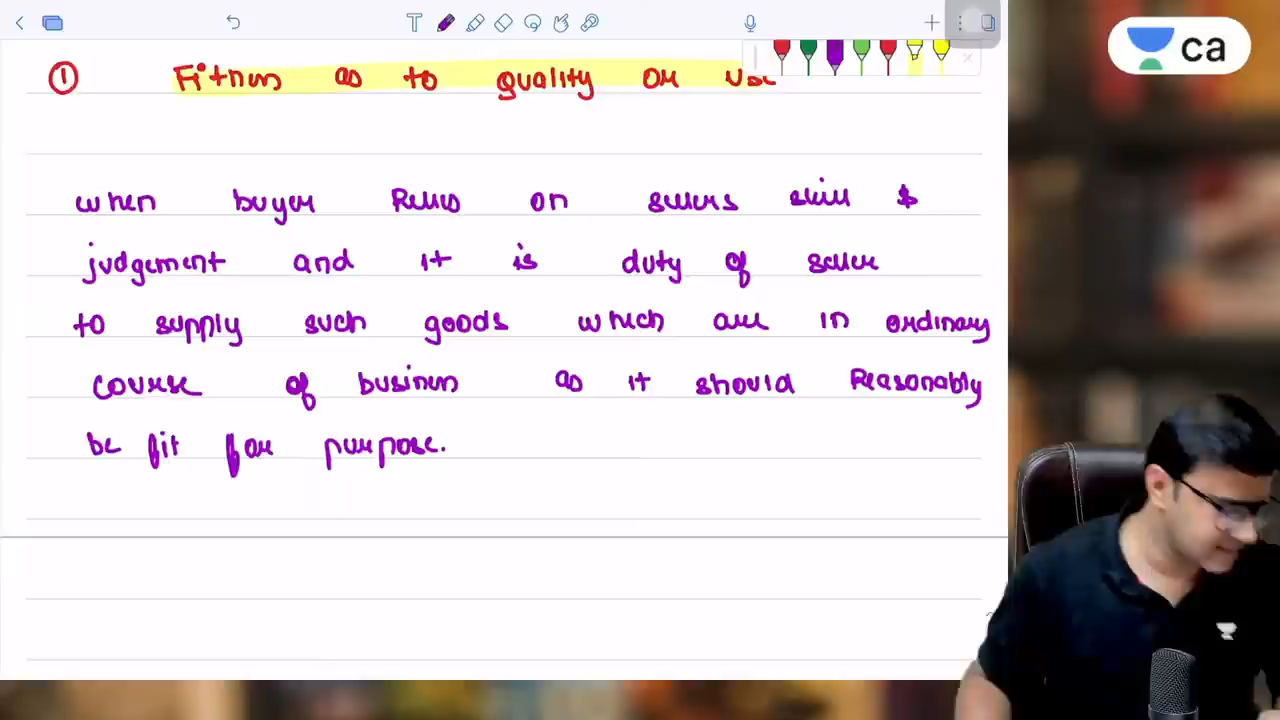 ① Fitness as to quality or use
ca
when buyer Relies on sellers skill &
judgement and it is duty of seller
to supply such goods which are in ordinary
course of business as it should Reasonably
be fit for purpose.